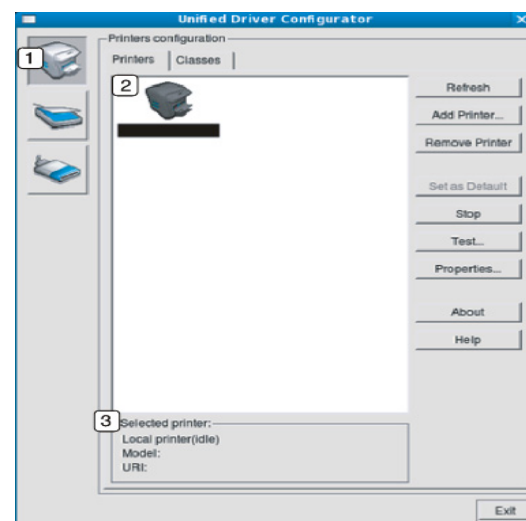 Unified Driver Configurator
Printers configuration
1
Printers
Classes
2
Refresh
Add Printer...
Remove Printer
Set as Default
Stop
Test...
Properties...
About
Help
3
Selected printer:
Local printer(idle)
Model:
URI:
Exit